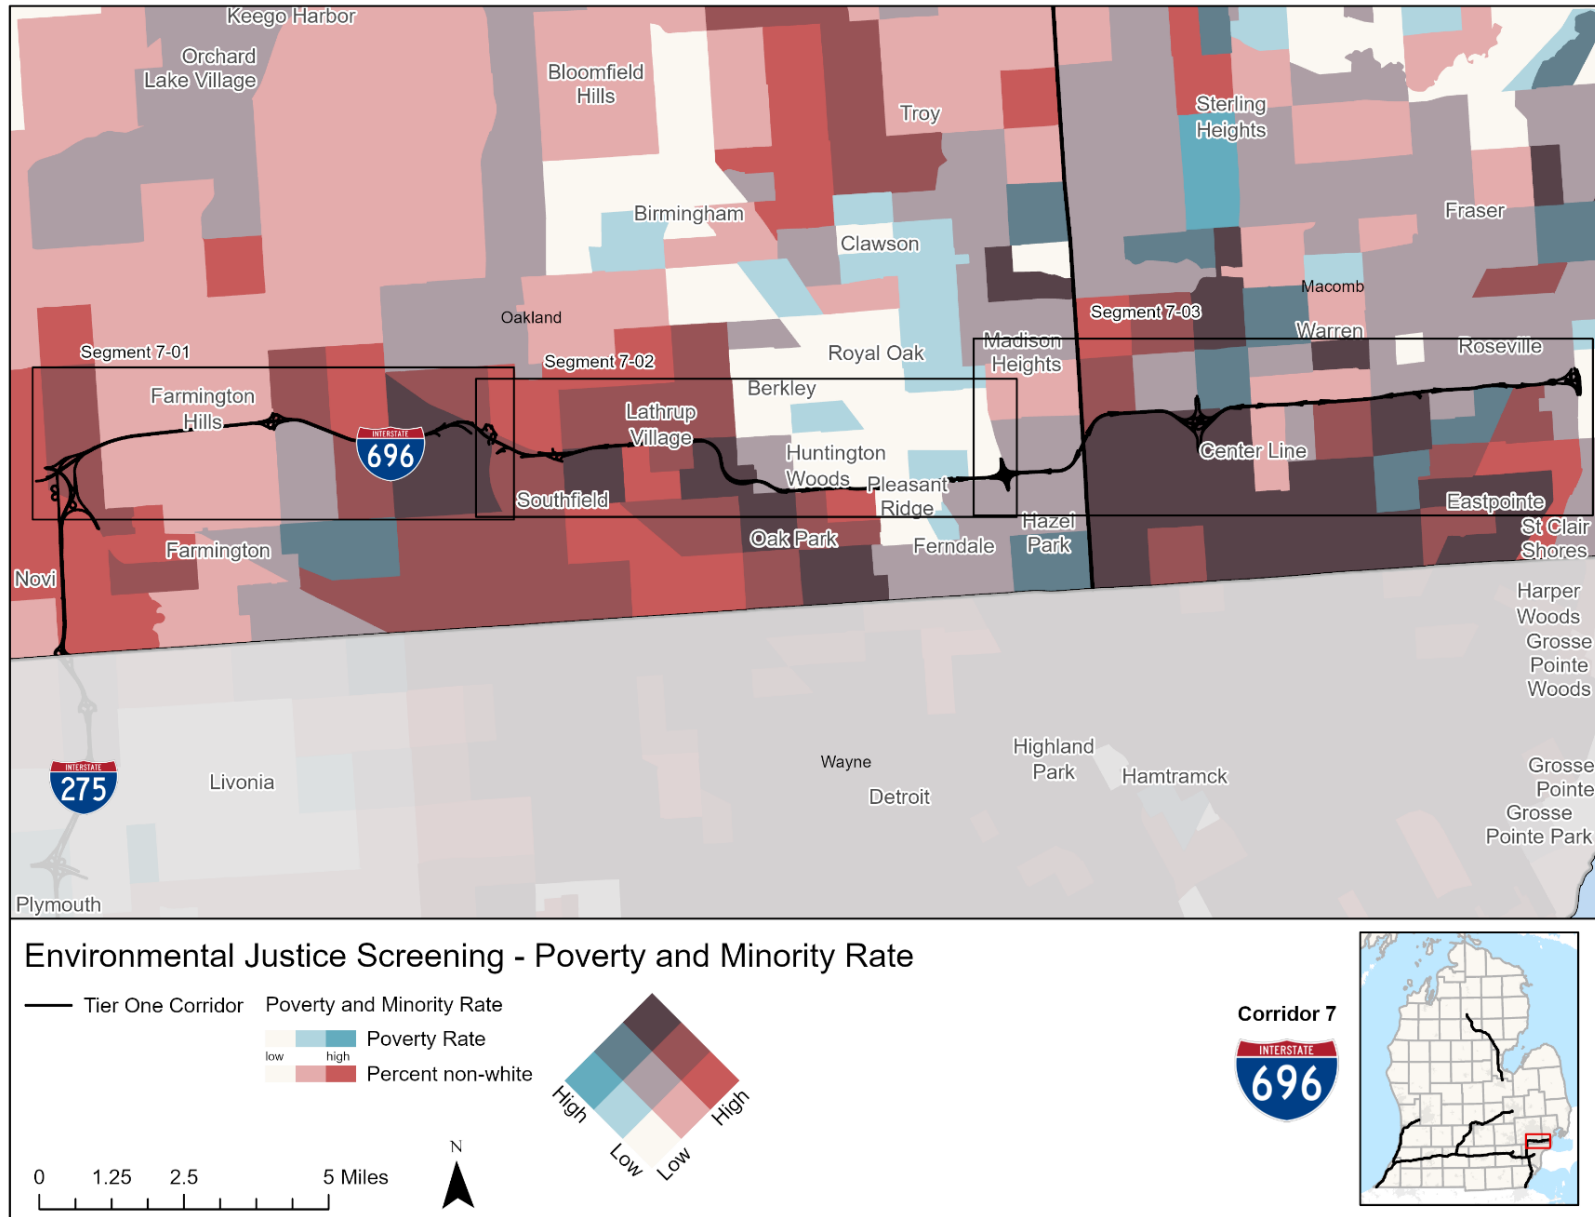 Keego Harbor
Orchard
Lake Village
Bloomfield
Hills
Troy
Sterling
Heights
Birmingham
Clawson
Fraser
Oakland
Macomb
Segment 7-03
Warren
Segment 7-01
Segment 7-02
Royal Oak
Madison
Heights
Roseville
Berkley
Farmington
Hills
Lathrup
Village
INTERSTATE
696
Huntington
Woods
Center Line
Pleasant
Ridge
Southfield
Eastpointe
Oak Park
Ferndale
Hazel
Park
St Clair
Shores
Farmington
Novi
Harper
Woods
Grosse
Pointe
Woods
Highland
Park
Wayne
Hamtramck
Detroit
Livonia
INTERSTATE
275
Grosse
Pointe
Grosse
Pointe Park
Plymouth
Environmental Justice Screening - Poverty and Minority Rate
Tier One Corridor
Poverty and Minority Rate
Poverty Rate
low
high
Percent non-white
High
Low
Low
High
Corridor 7
INTERSTATE
696
N
0 1.25 2.5 5 Miles